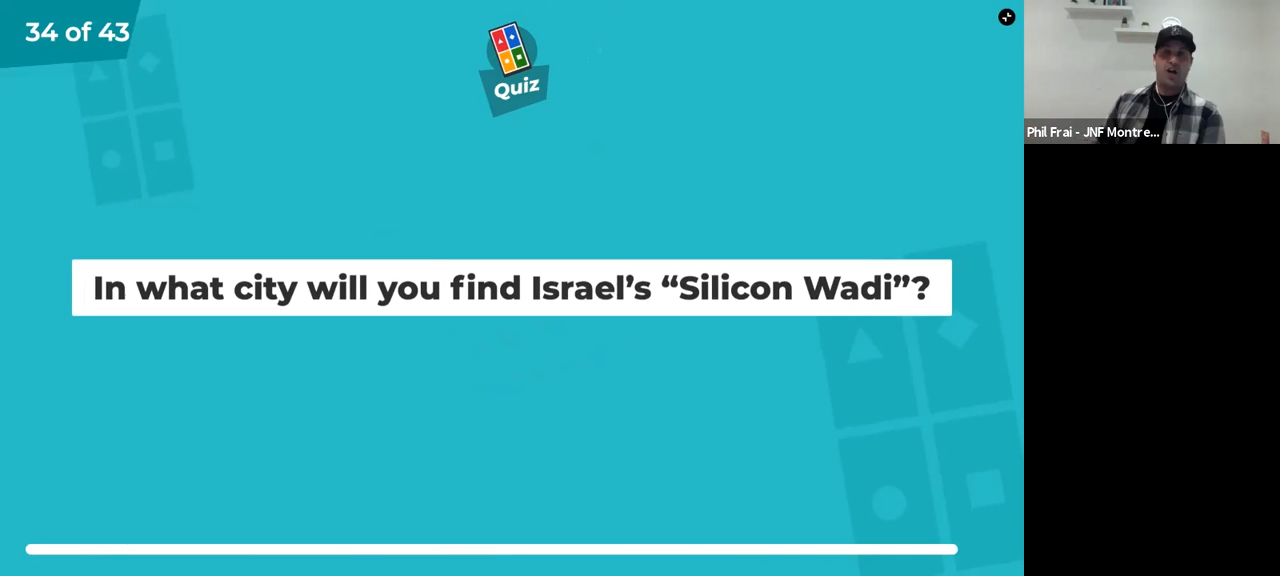 34 of 43
Quiz
In what city will you find Israel’s “Silicon Wadi”?
Phil Frai - JNF Montre...